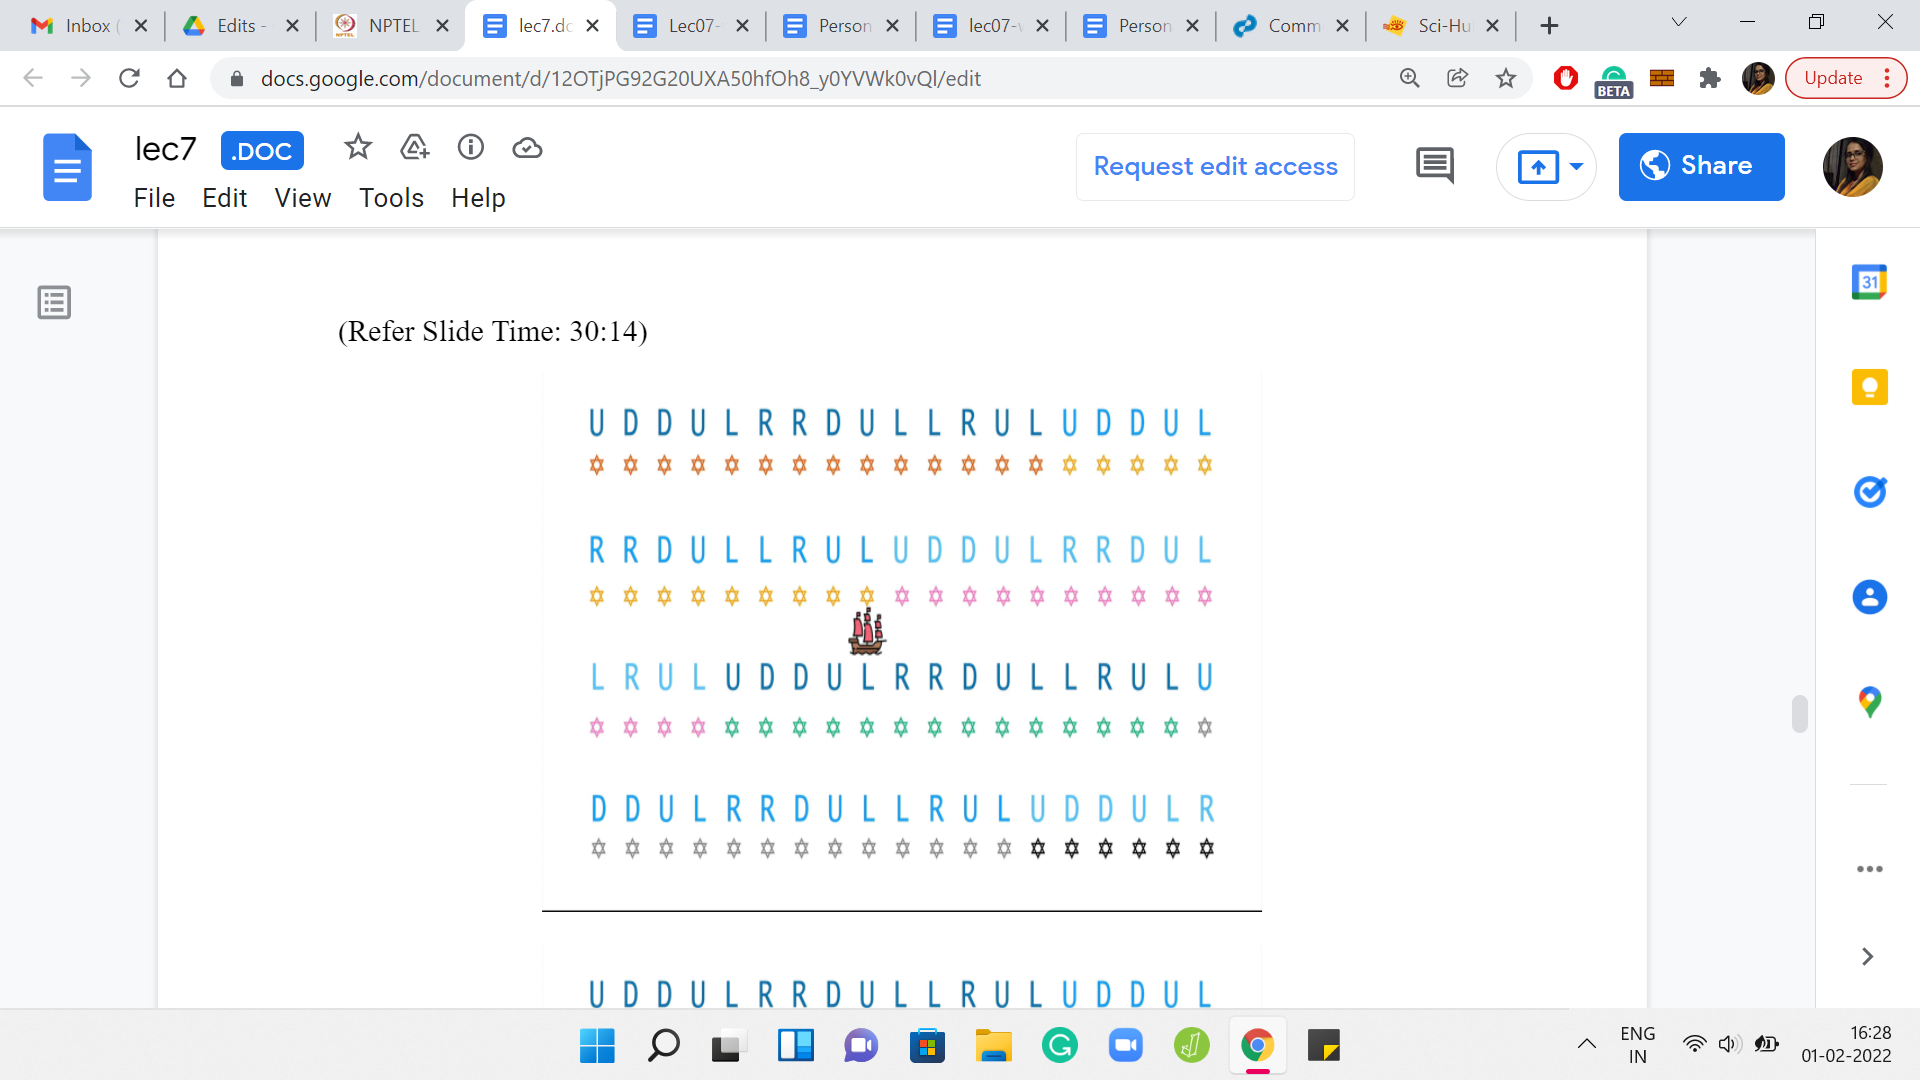 Inbox (
Edits -
NPTEL
lec7.dc
Lec07-
Person
lec07-v
Person
Comm
Sci-Hu
docs.google.com/document/d/12OTjPG92G20UXA50hfOh8_y0YVWk0vQl/edit
BETA
Update
lec7
.DOC
Request edit access
Share
File Edit View Tools Help
31
(Refer Slide Time: 30:14)
U D D U L R R D U L L R U L U D D U L
R R D U L L R U L U D D U L R R D U L
L R U L U D D U L R R D U L L R U L U
D D U L R R D U L L R U L U D D U L R
U D D U L R R D U L L R U L U D D U L
ENG
IN
16:28
01-02-2022